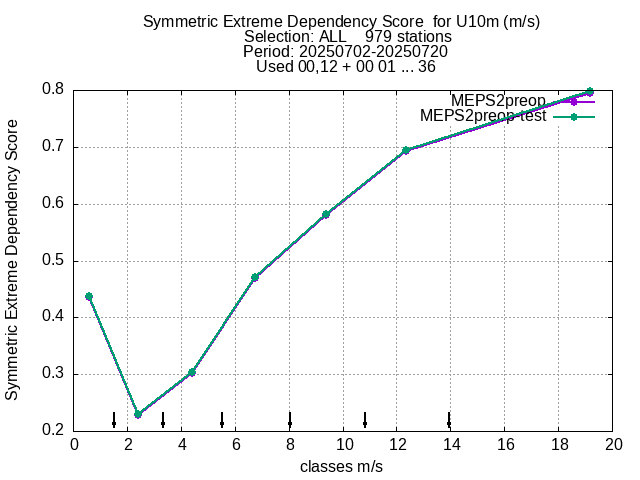 Symmetric Extreme Dependency Score  for U10m (m/s)
Selection: ALL    979 stations
Period: 20250702-20250720
Used 00,12 + 00 01 ... 36
MEPS2preop
MEPS2preop-test
Symmetric Extreme Dependency Score
0.8
0.7
0.6
0.5
0.4
0.3
0.2
0 2 4 6 8 10 12 14 16 18 20
classes m/s